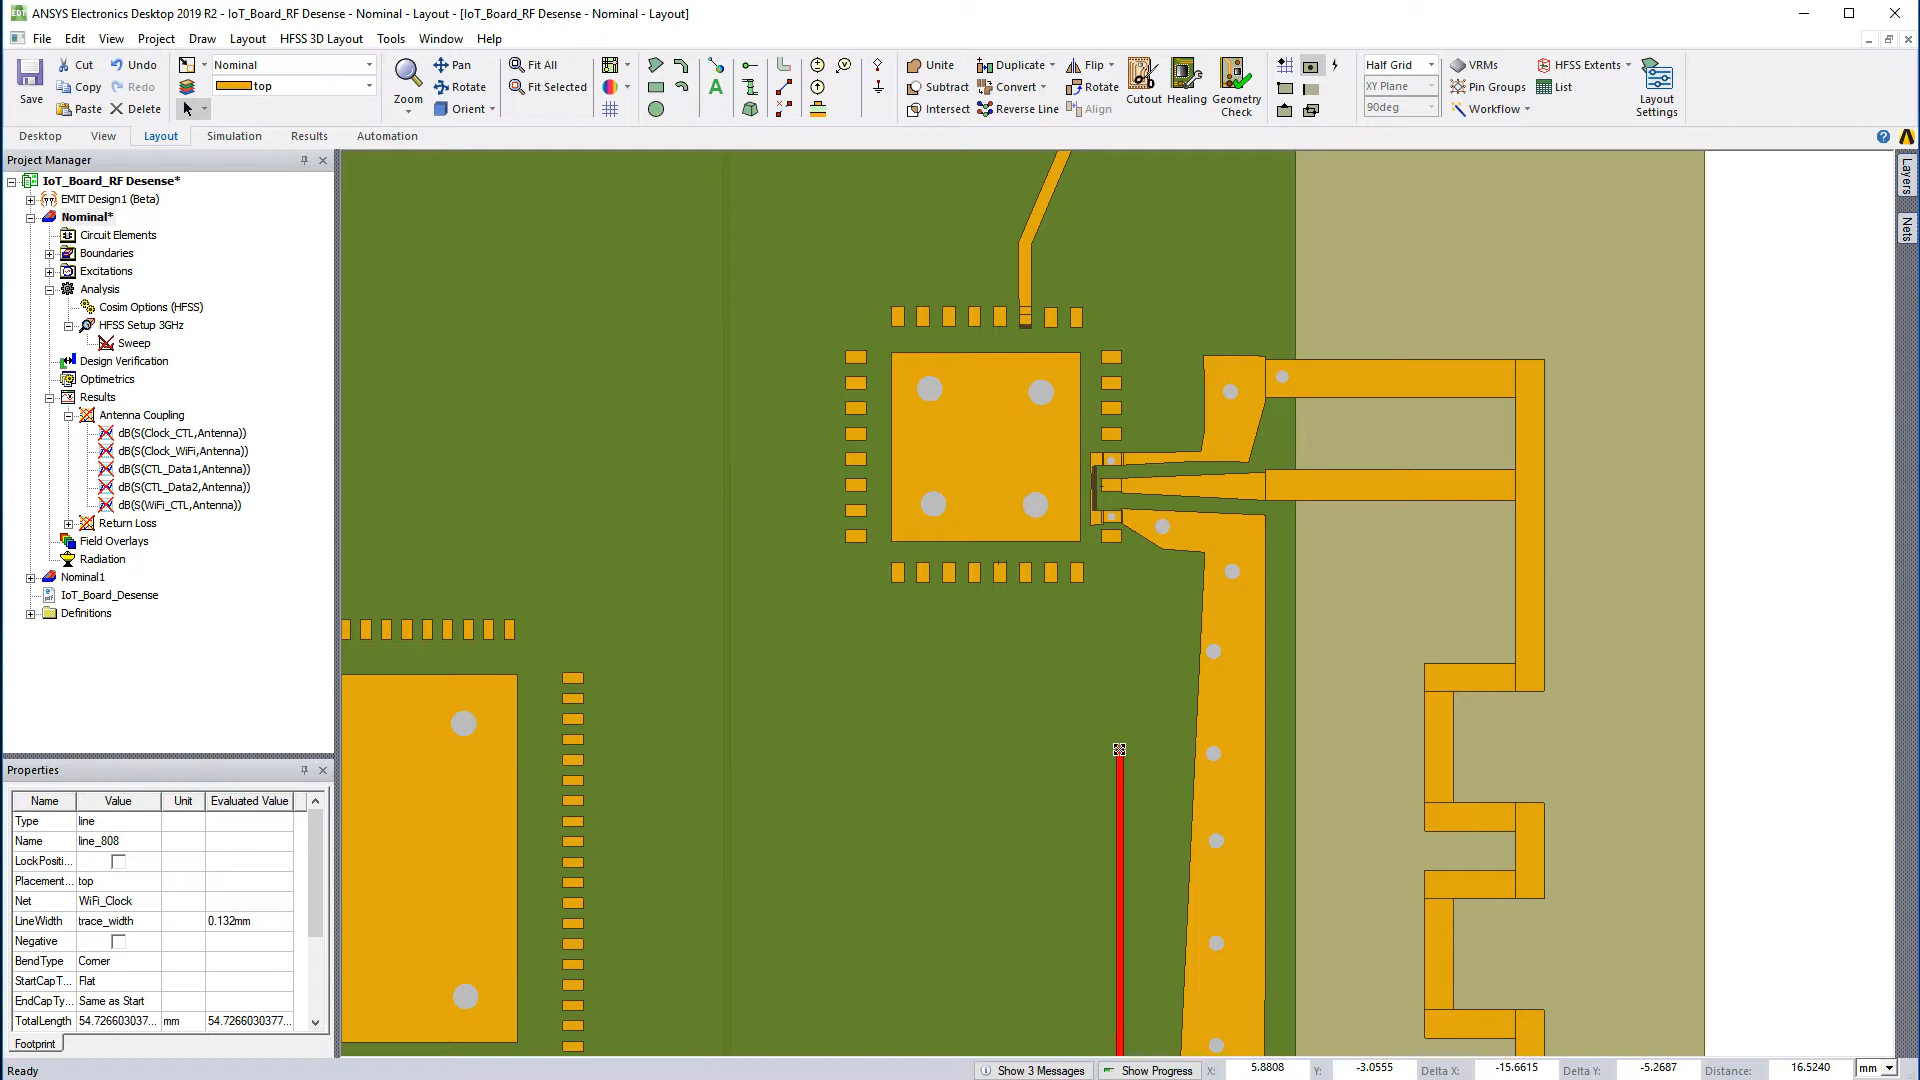 ANSYS Electronics Desktop 2019 R2 - IoT_Board_RF Desense - Nominal - Layout - [IoT_Board_RF Desense - Nominal - Layout]
File Edit View Project Draw Layout HFSS 3D Layout Tools Window Help
Save
Cut
Copy
Paste
Undo
Redo
Delete
Nominal
top
Zoom
Pan
Rotate
Orient
Fit All
Fit Selected
Unite
Subtract
Intersect
Duplicate
Convert
Reverse Line
Flip
Rotate
Align
Cutout
Healing
Geometry
Check
Half Grid
XY Plane
90deg
VRMs
Pin Groups
Workflow
HFSS Extents
List
Layout
Settings
Desktop View Layout Simulation Results Automation
Project Manager
IoT_Board_RF Desense*
EMIT Design1 (Beta)
Nominal*
Circuit Elements
Boundaries
Excitations
Analysis
Cosim Options (HFSS)
HFSS Setup 3GHz
Sweep
Design Verification
Optimetrics
Results
Antenna Coupling
dB(S(Clock_CTL,Antenna))
dB(S(Clock_WiFi,Antenna))
dB(S(CTL_Data1,Antenna))
dB(S(CTL_Data2,Antenna))
dB(S(WiFi_CTL,Antenna))
Return Loss
Field Overlays
Radiation
Nominal1
IoT_Board_Desense
Definitions
Layers
Nets
Properties
Name Value Unit Evaluated Value
Type line
Name line_808
LockPositi...
Placement... top
Net WiFi_Clock
LineWidth trace_width 0.132mm
Negative
BendType Corner
StartCapT... Flat
EndCapTy... Same as Start
TotalLength 54.726603037... mm 54.7266030377...
Footprint
Ready Show 3 Messages Show Progress X: 5.8808 Y: -3.0555 Delta X: -15.6615 Delta Y: -5.2687 Distance: 16.5240 mm